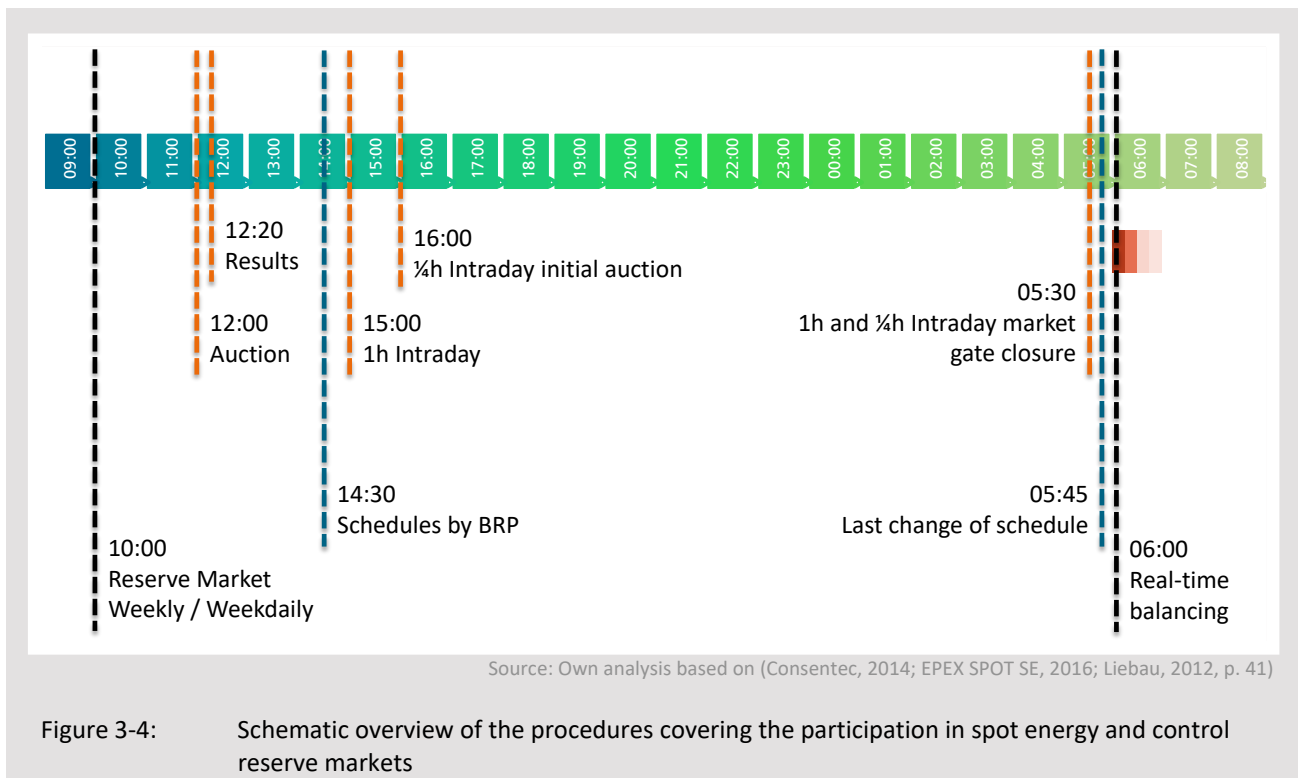 09:00 10:00 11:00 12:00 13:00 14:00 15:00 16:00 17:00 18:00 19:00 20:00 21:00 22:00 23:00 00:00 01:00 02:00 03:00 04:00 05:00 06:00 07:00 08:00
12:20
Results
16:00
¼h Intraday initial auction
12:00
Auction
15:00
1h Intraday
05:30
1h and ¼h Intraday market
gate closure
14:30
Schedules by BRP
05:45
Last change of schedule
10:00
Reserve Market
Weekly / Weekdaily
06:00
Real-time
balancing
Source: Own analysis based on (Consentec, 2014; EPEX SPOT SE, 2016; Liebau, 2012, p. 41)
Figure 3-4: Schematic overview of the procedures covering the participation in spot energy and control
reserve markets